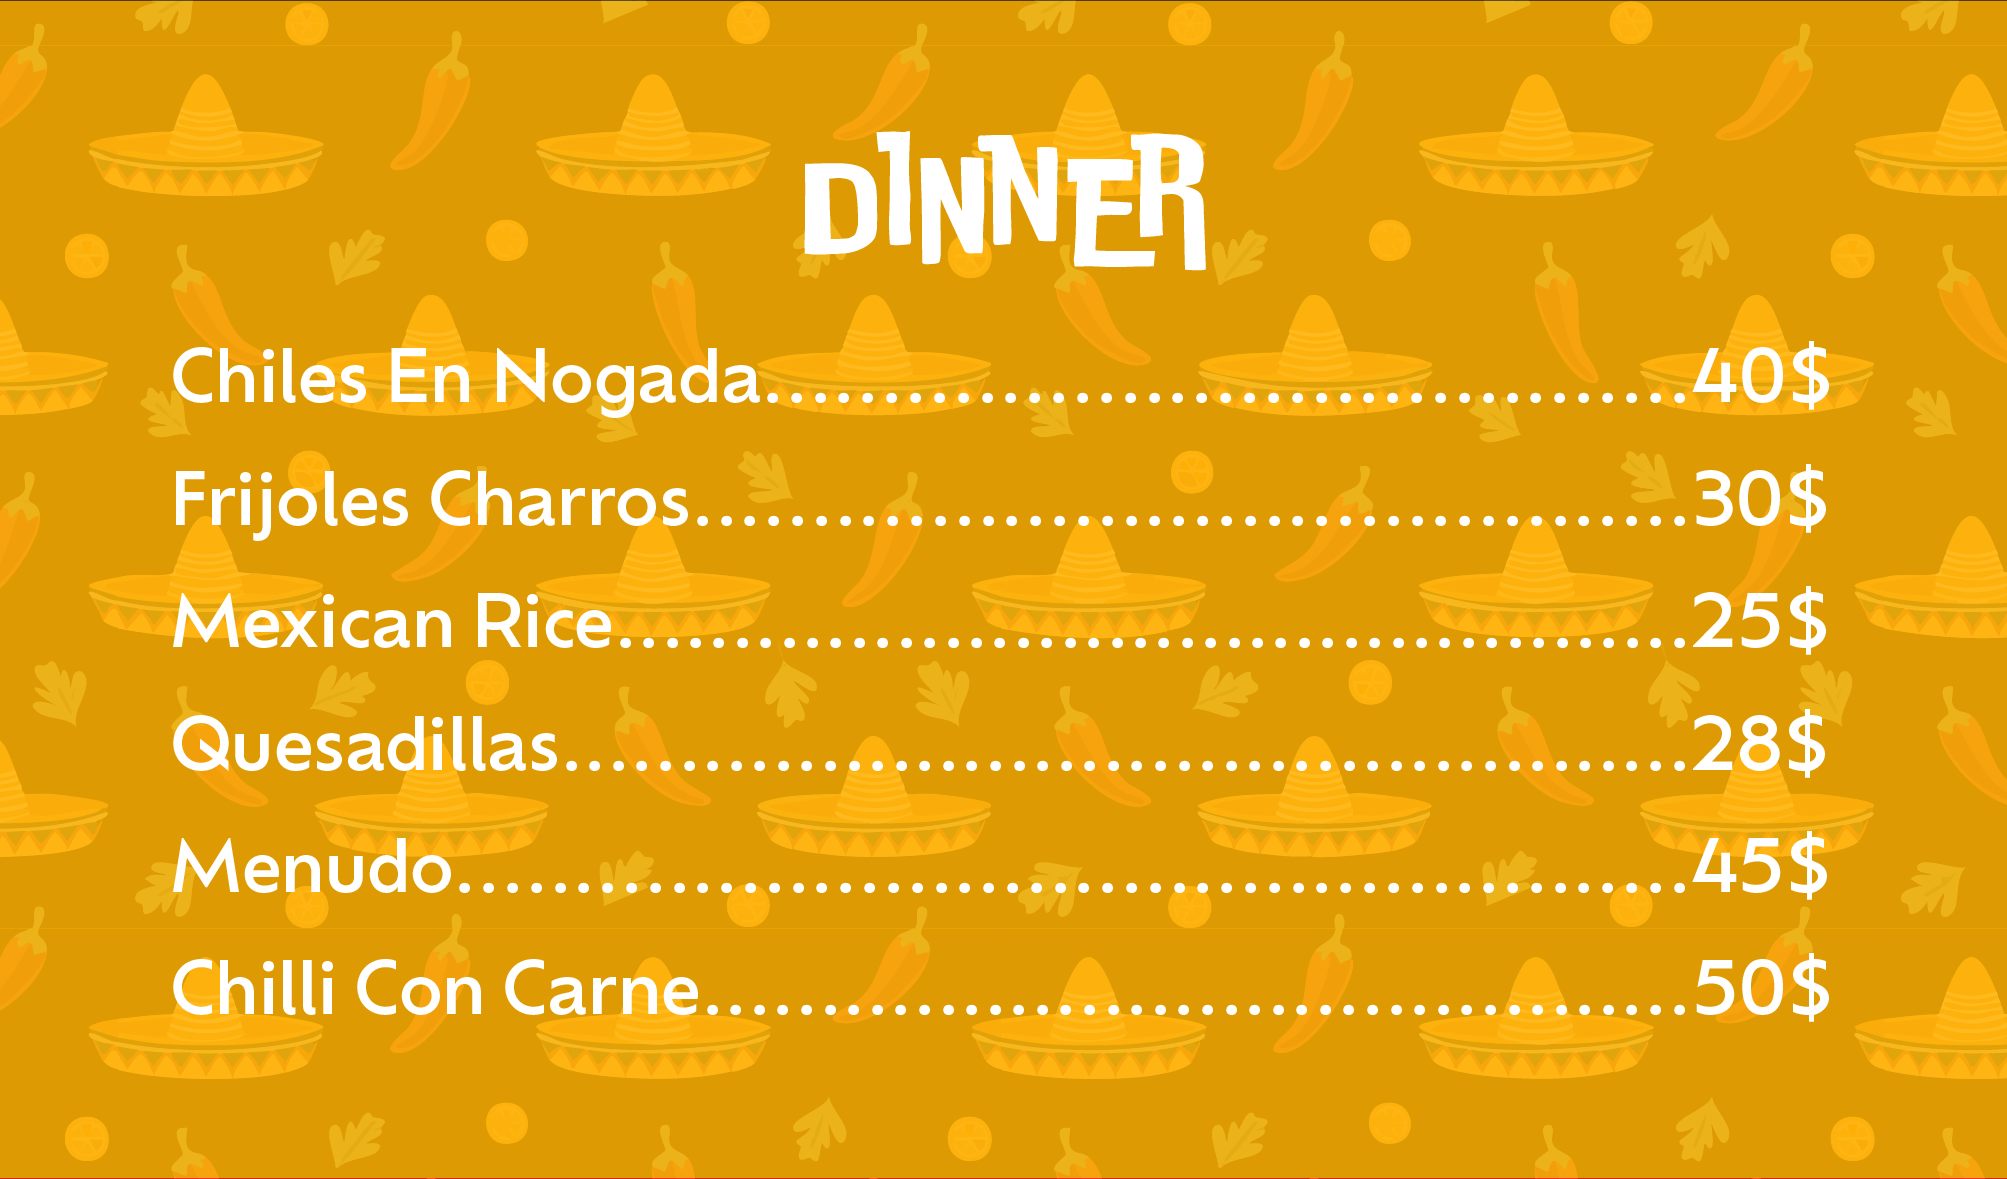 DINNER
Chiles En Nogada.......................................40$
Frijoles Charros..........................................30$
Mexican Rice.............................................25$
Quesadillas................................................28$
Menudo....................................................45$
Chilli Con Carne..........................................50$